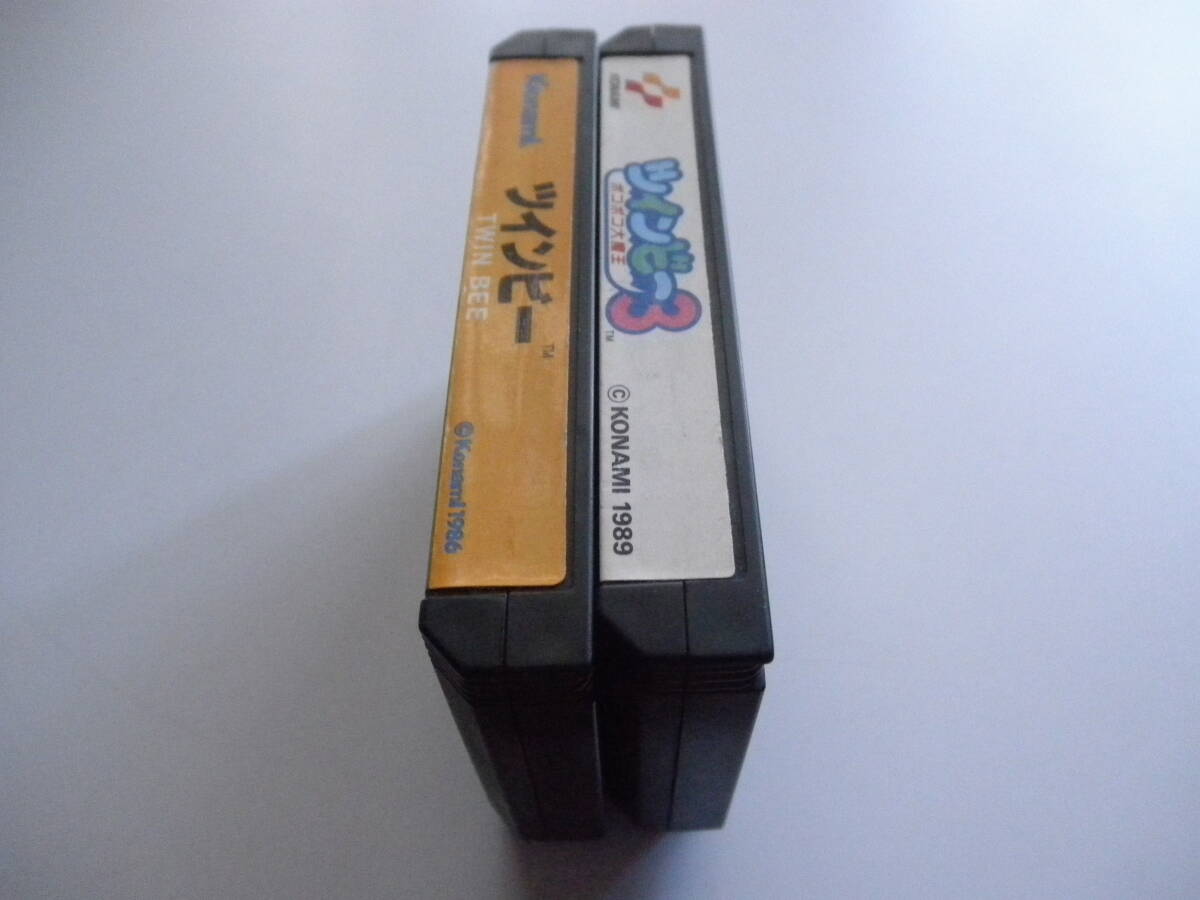 Konami
ツインビー
TM
TWIN BEE
©Konami 1986
KONAMI
ツインビー3
TM
ポコポコ大魔王
© KONAMI 1989